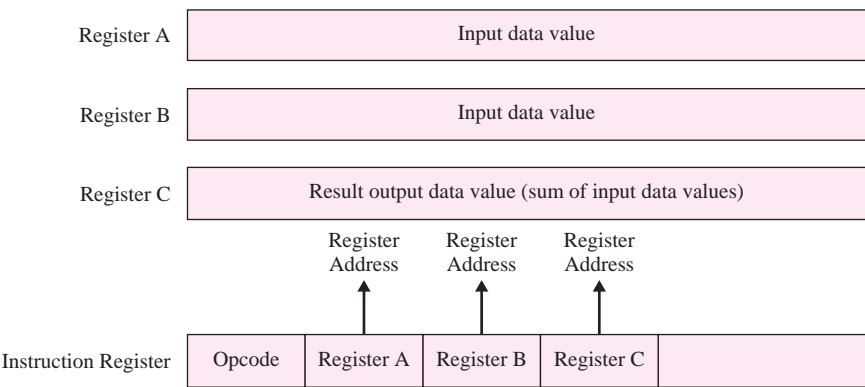 Register A
Input data value
Register B
Input data value
Register C
Result output data value (sum of input data values)
Register
Address
Register
Address
Register
Address
Instruction Register
Opcode
Register A
Register B
Register C